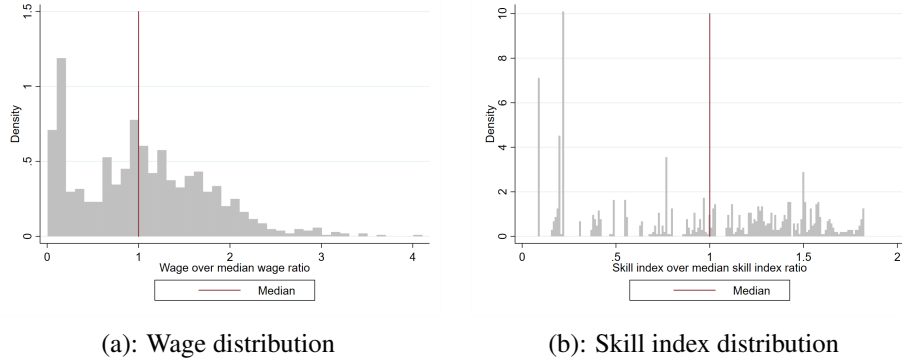 1.5
1
.5
0
Density
0 1 2 3 4
Wage over median wage ratio
Median
(a): Wage distribution
10
8
6
4
2
0
Density
0 .5 1 1.5 2
Skill index over median skill index ratio
Median
(b): Skill index distribution